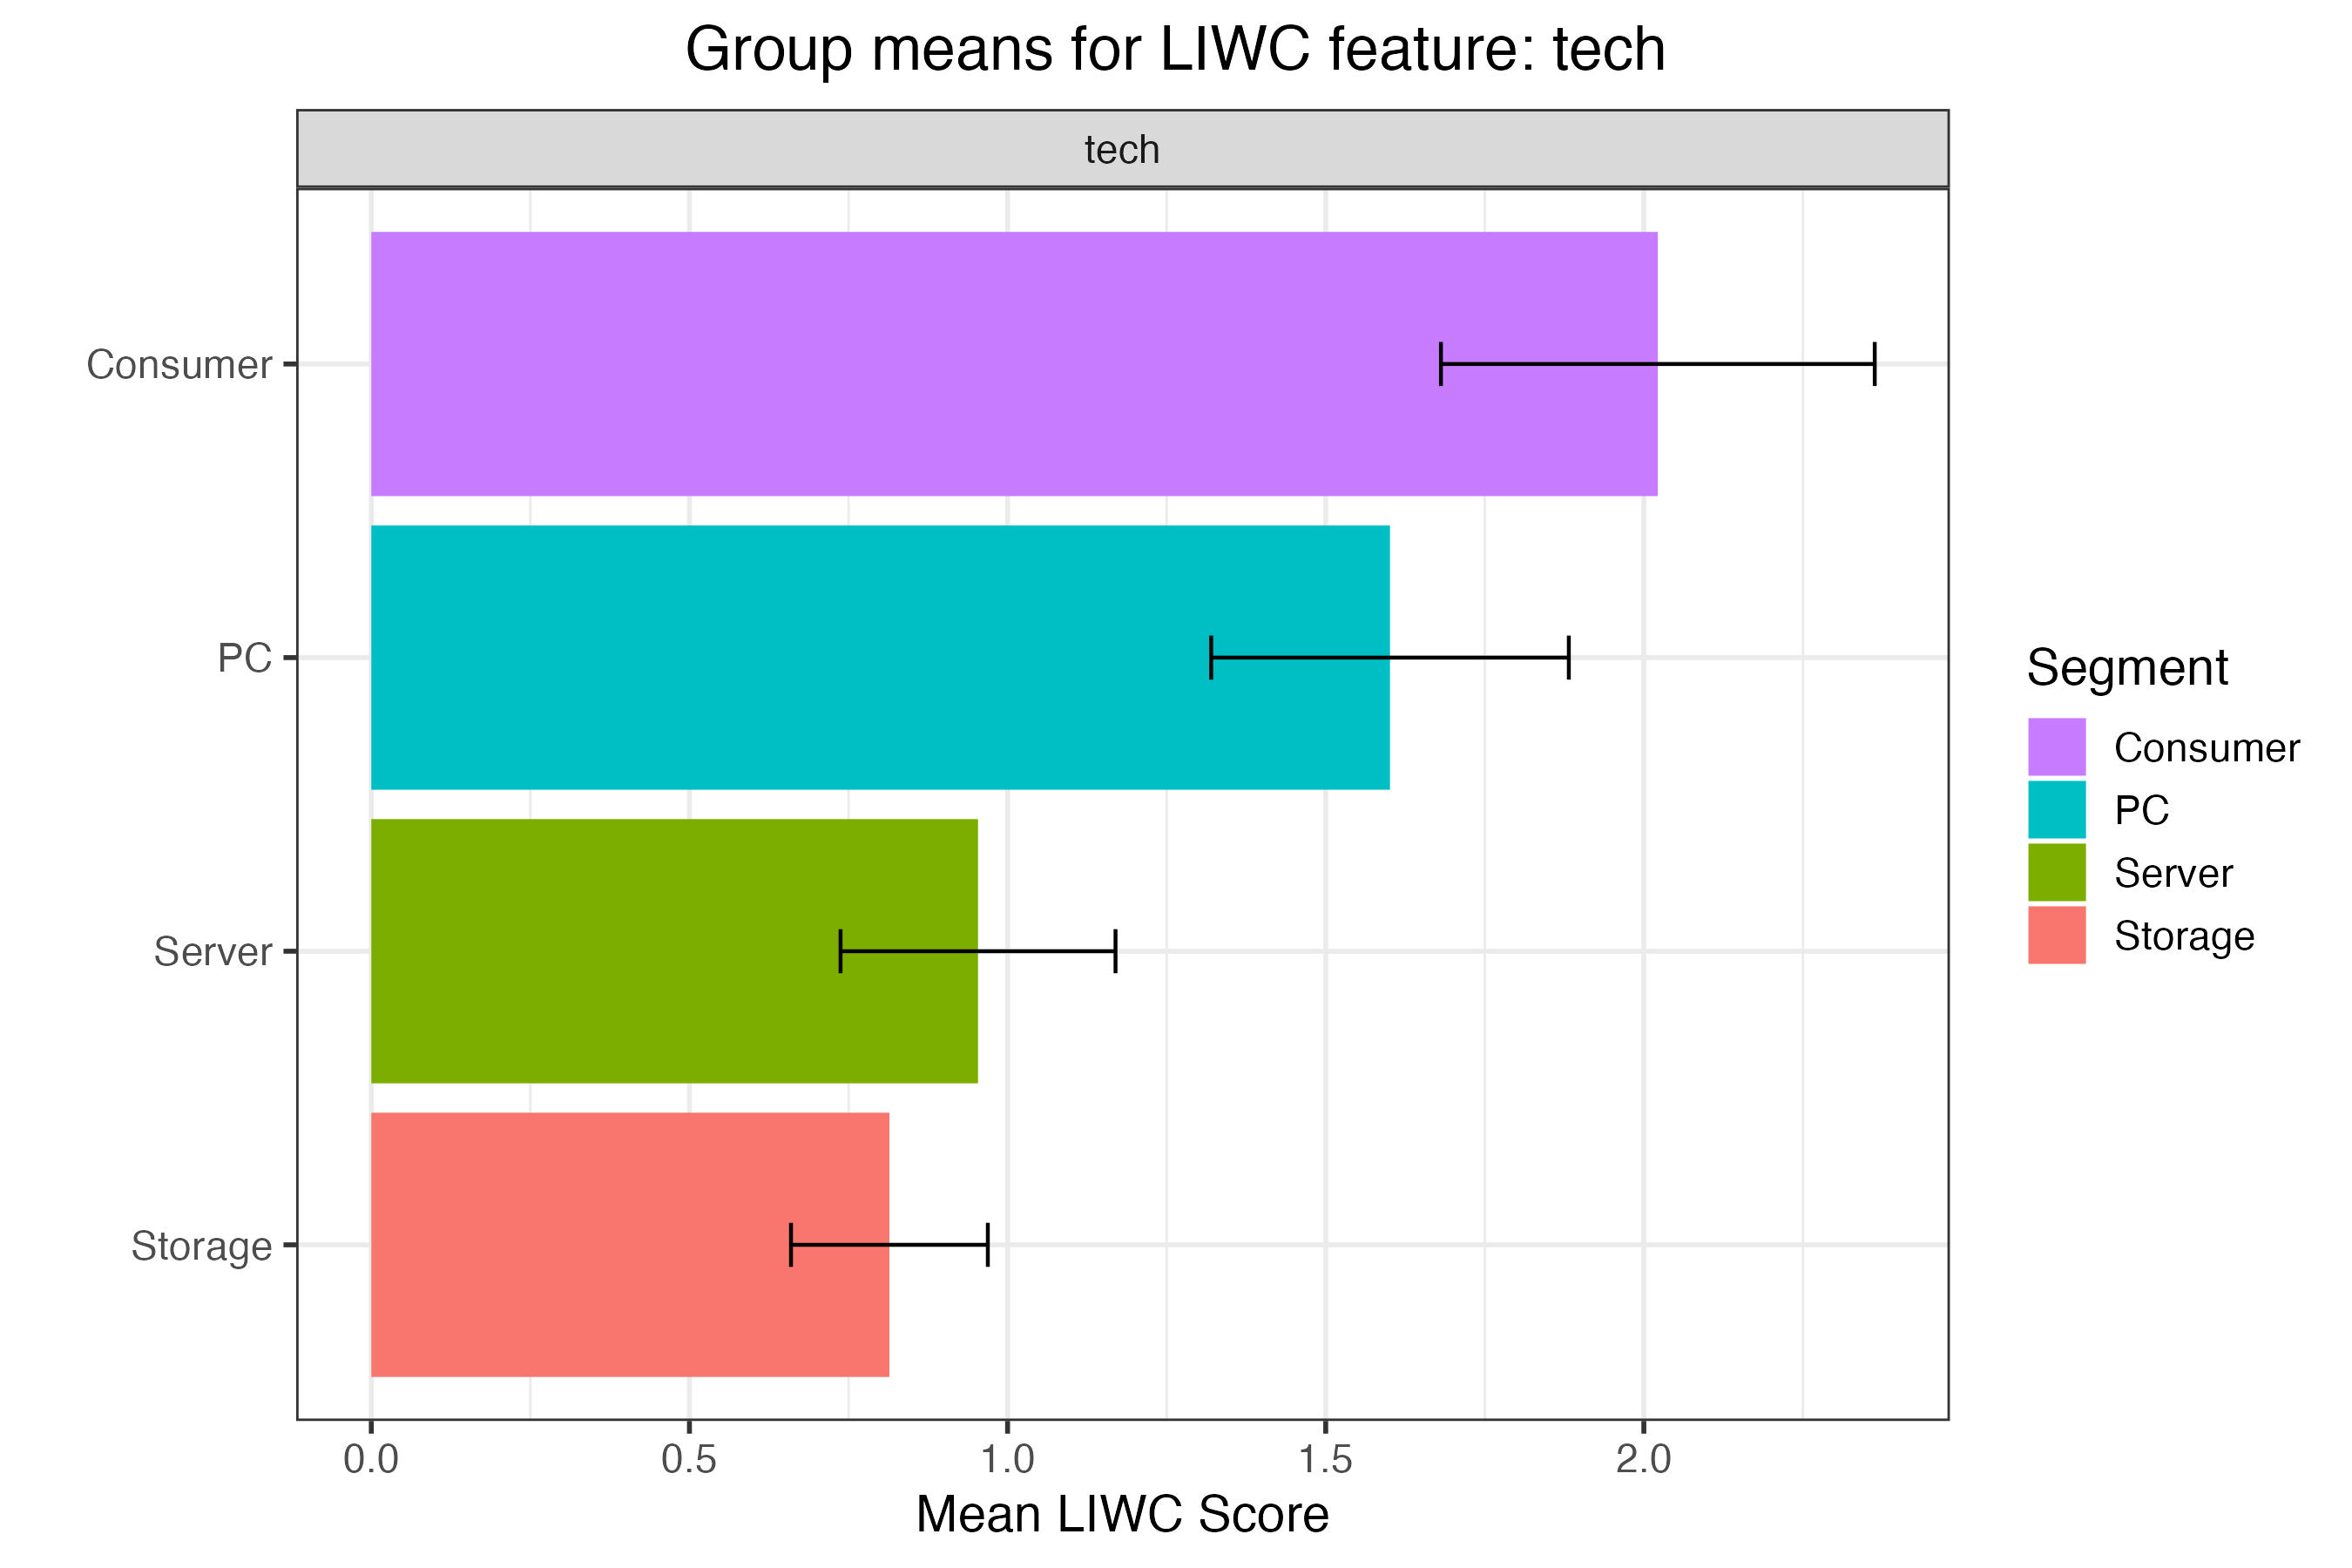 Group means for LIWC feature: tech
tech
Consumer
PC
Server
Storage
0.0 0.5 1.0 1.5 2.0
Mean LIWC Score
Segment
Consumer
PC
Server
Storage